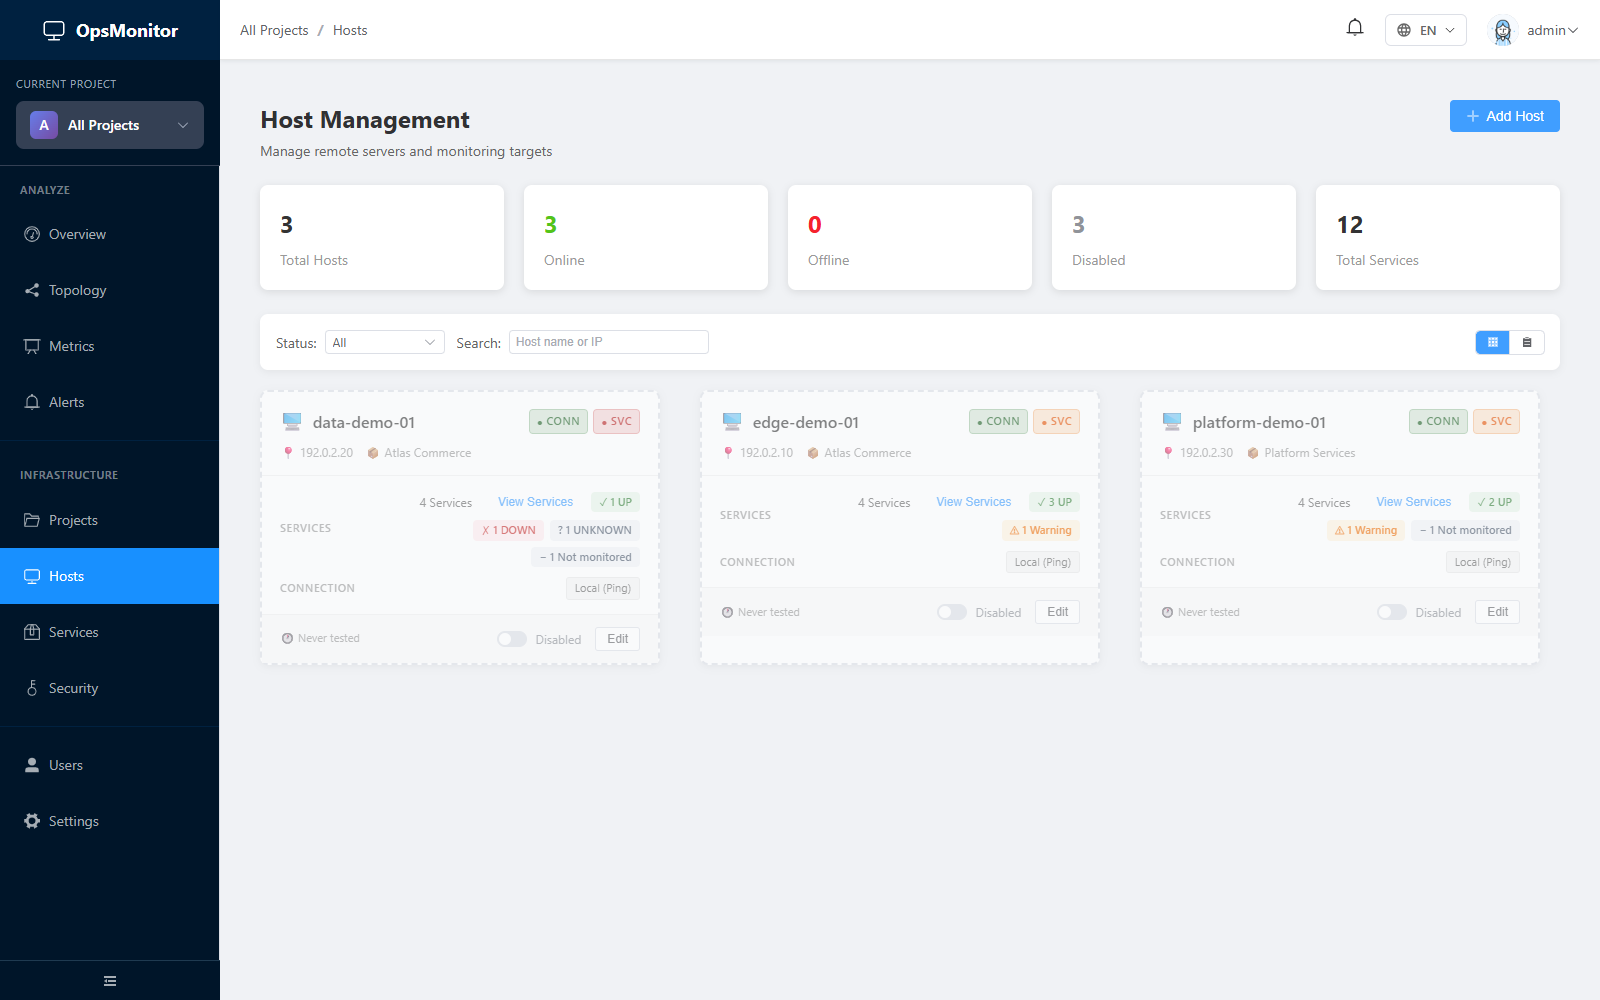 OpsMonitor
All Projects / Hosts
EN
admin
CURRENT PROJECT
A All Projects
ANALYZE
Overview
Topology
Metrics
Alerts
INFRASTRUCTURE
Projects
Hosts
Services
Security
Users
Settings
Host Management
Manage remote servers and monitoring targets
+ Add Host
3
Total Hosts
3
Online
0
Offline
3
Disabled
12
Total Services
Status: All Search: Host name or IP
data-demo-01 ● CONN ● SVC
192.0.2.20 Atlas Commerce
SERVICES
4 Services View Services ✓ 1 UP
✗ 1 DOWN ? 1 UNKNOWN
– 1 Not monitored
CONNECTION Local (Ping)
Never tested Disabled Edit
edge-demo-01 ● CONN ● SVC
192.0.2.10 Atlas Commerce
SERVICES
4 Services View Services ✓ 3 UP
⚠ 1 Warning
CONNECTION Local (Ping)
Never tested Disabled Edit
platform-demo-01 ● CONN ● SVC
192.0.2.30 Platform Services
SERVICES
4 Services View Services ✓ 2 UP
⚠ 1 Warning – 1 Not monitored
CONNECTION Local (Ping)
Never tested Disabled Edit